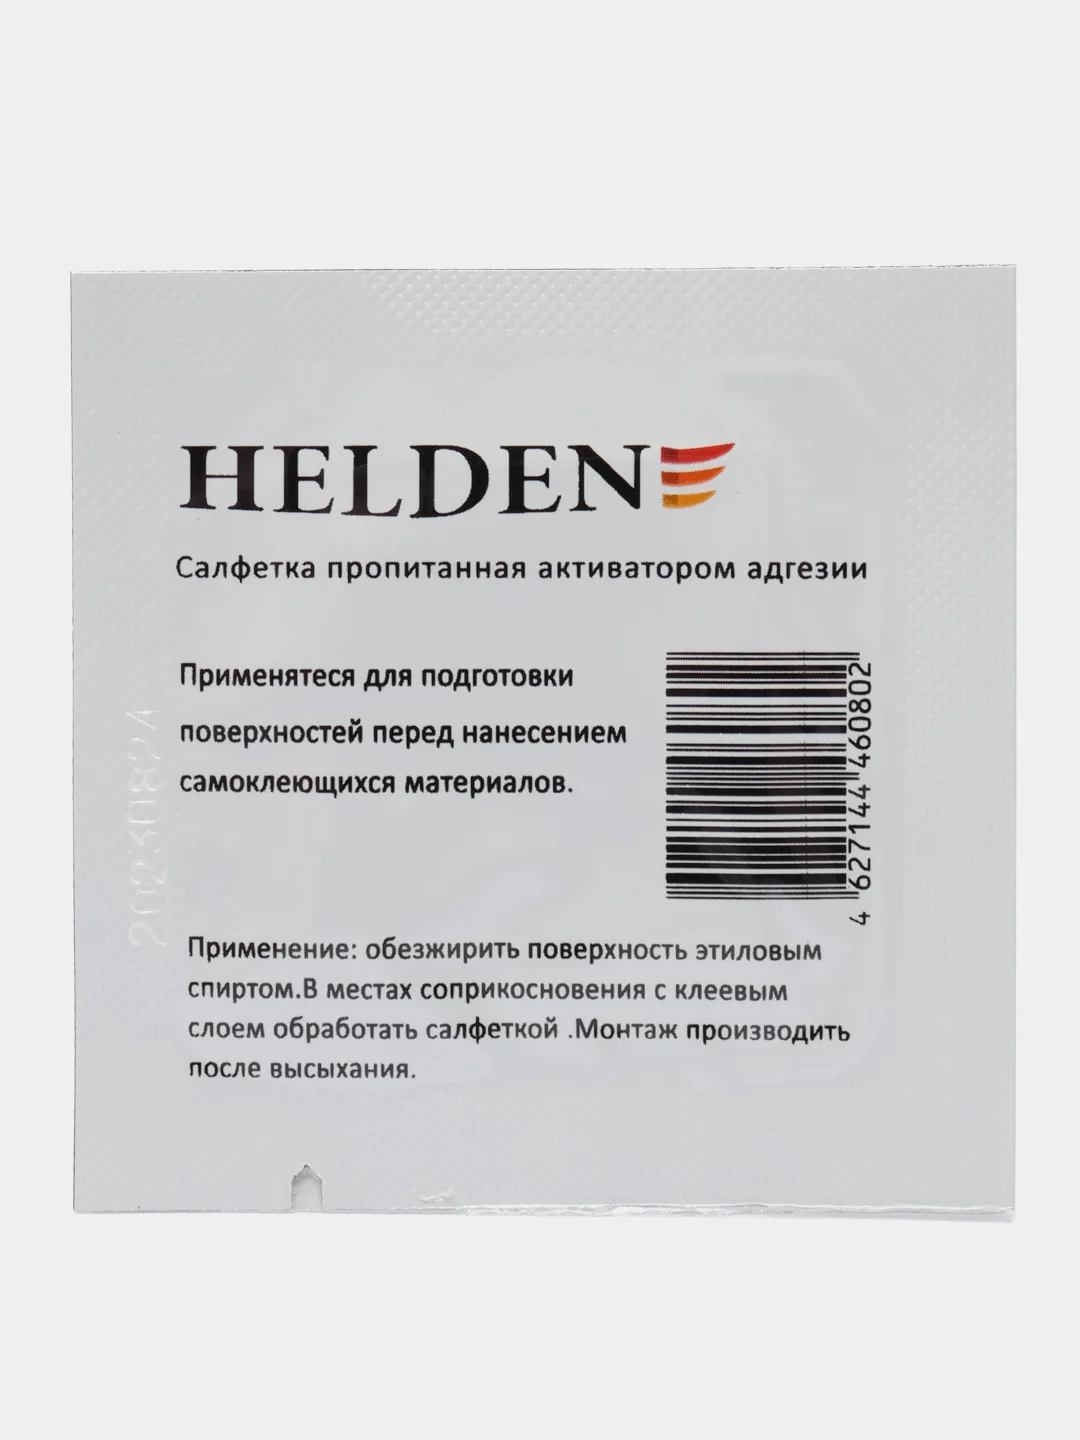 HELDEN
Салфетка пропитанная активатором адгезии
Применятеся для подготовки
поверхностей перед нанесением
самоклеющихся материалов.
4 627144 460802
20230824
Применение: обезжирить поверхность этиловым
спиртом.В местах соприкосновения с клеевым
слоем обработать салфеткой .Монтаж производить
после высыхания.